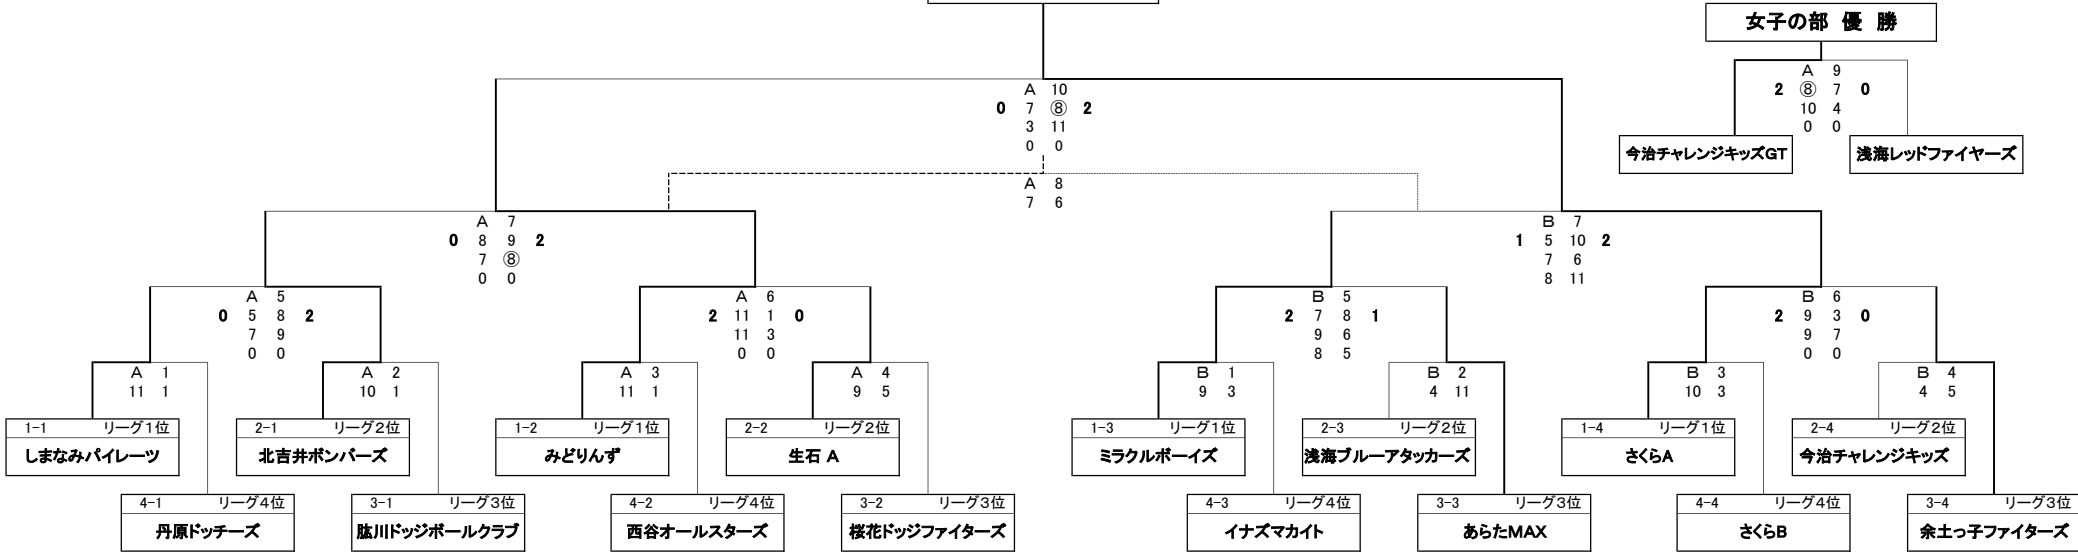 女子の部 優 勝
A 10
0 7 ⑧ 2
3 11
0 0
A 9
2 ⑧ 7 0
10 4
0 0
今治チャレンジキッズGT 浅海レッドファイヤーズ
A 8
7 6
A 7
0 8 9 2
7 ⑧
0 0
B 7
1 5 10 2
7 6
8 11
A 5
0 5 8 2
7 9
0 0
A 6
2 11 1 0
11 3
0 0
B 5
2 7 8 1
9 6
8 5
B 6
2 9 3 0
9 7
0 0
A 1
11 1
A 2
10 1
A 3
11 1
A 4
9 5
B 1
9 3
B 2
4 11
B 3
10 3
B 4
4 5
1-1 リーグ1位
しまなみパイレーツ
2-1 リーグ2位
北吉井ボンバーズ
1-2 リーグ1位
みどりんず
2-2 リーグ2位
生石 A
1-3 リーグ1位
ミラクルボーイズ
2-3 リーグ2位
浅海ブルーアタッカーズ
1-4 リーグ1位
さくらA
2-4 リーグ2位
今治チャレンジキッズ
4-1 リーグ4位
丹原ドッチーズ
3-1 リーグ3位
肱川ドッジボールクラブ
4-2 リーグ4位
西谷オールスターズ
3-2 リーグ3位
桜花ドッジファイターズ
4-3 リーグ4位
イナズマカイト
3-3 リーグ3位
あらたMAX
4-4 リーグ4位
さくらB
3-4 リーグ3位
余土っ子ファイターズ